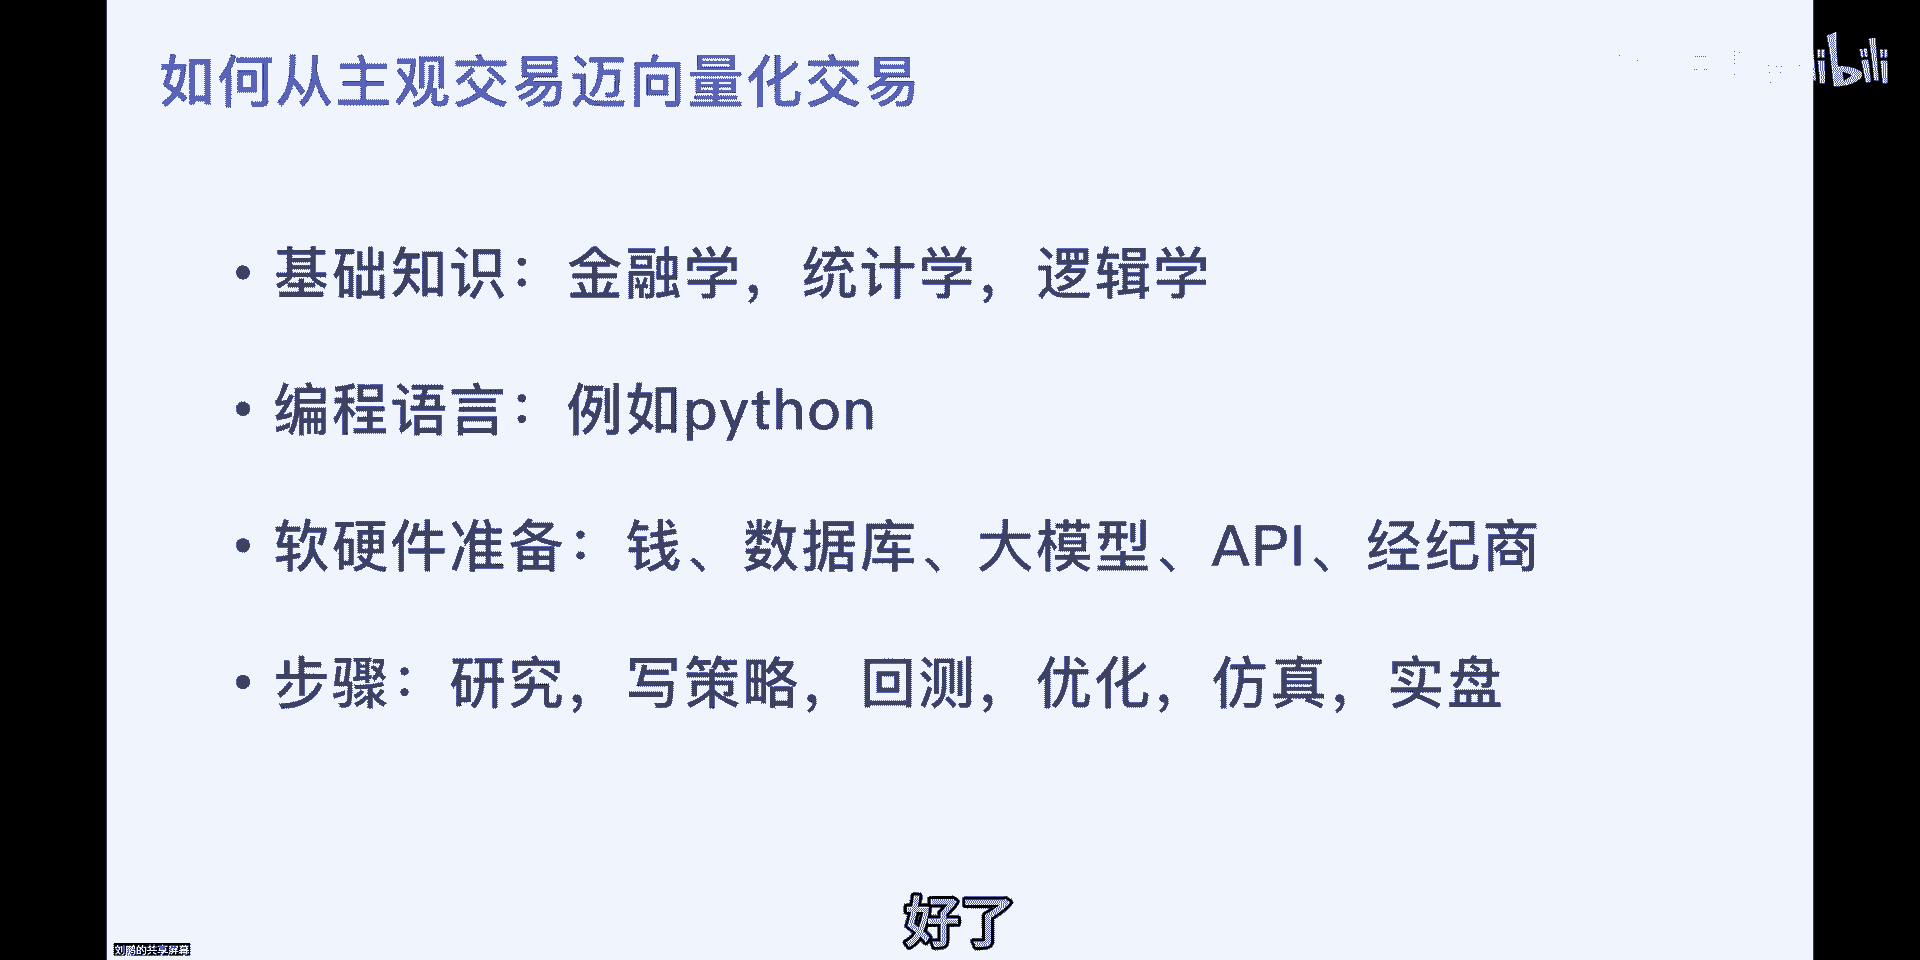 如何从主观交易迈向量化交易
• 基础知识：金融学，统计学，逻辑学
• 编程语言：例如python
• 软硬件准备：钱、数据库、大模型、API、经纪商
• 步骤：研究，写策略，回测，优化，仿真，实盘
好了
刘鹏的共享屏幕